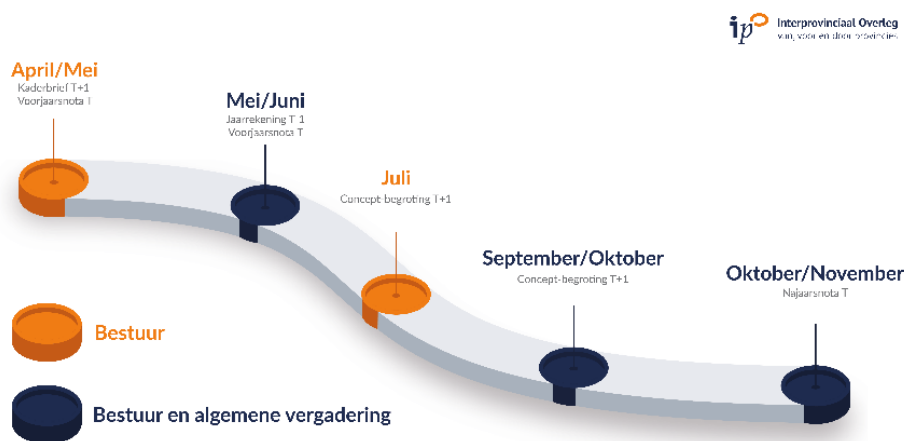 ipo Interprovinciaal Overleg
van, voor en door provincies
April/Mei
Kaderbrief T+1
Voorjaarsnota T
Mei/Juni
Jaarrekening T-1
Voorjaarsnota T
Juli
Concept-begroting T+1
September/Oktober
Concept-begroting T+1
Oktober/November
Najaarsnota T
Bestuur
Bestuur en algemene vergadering